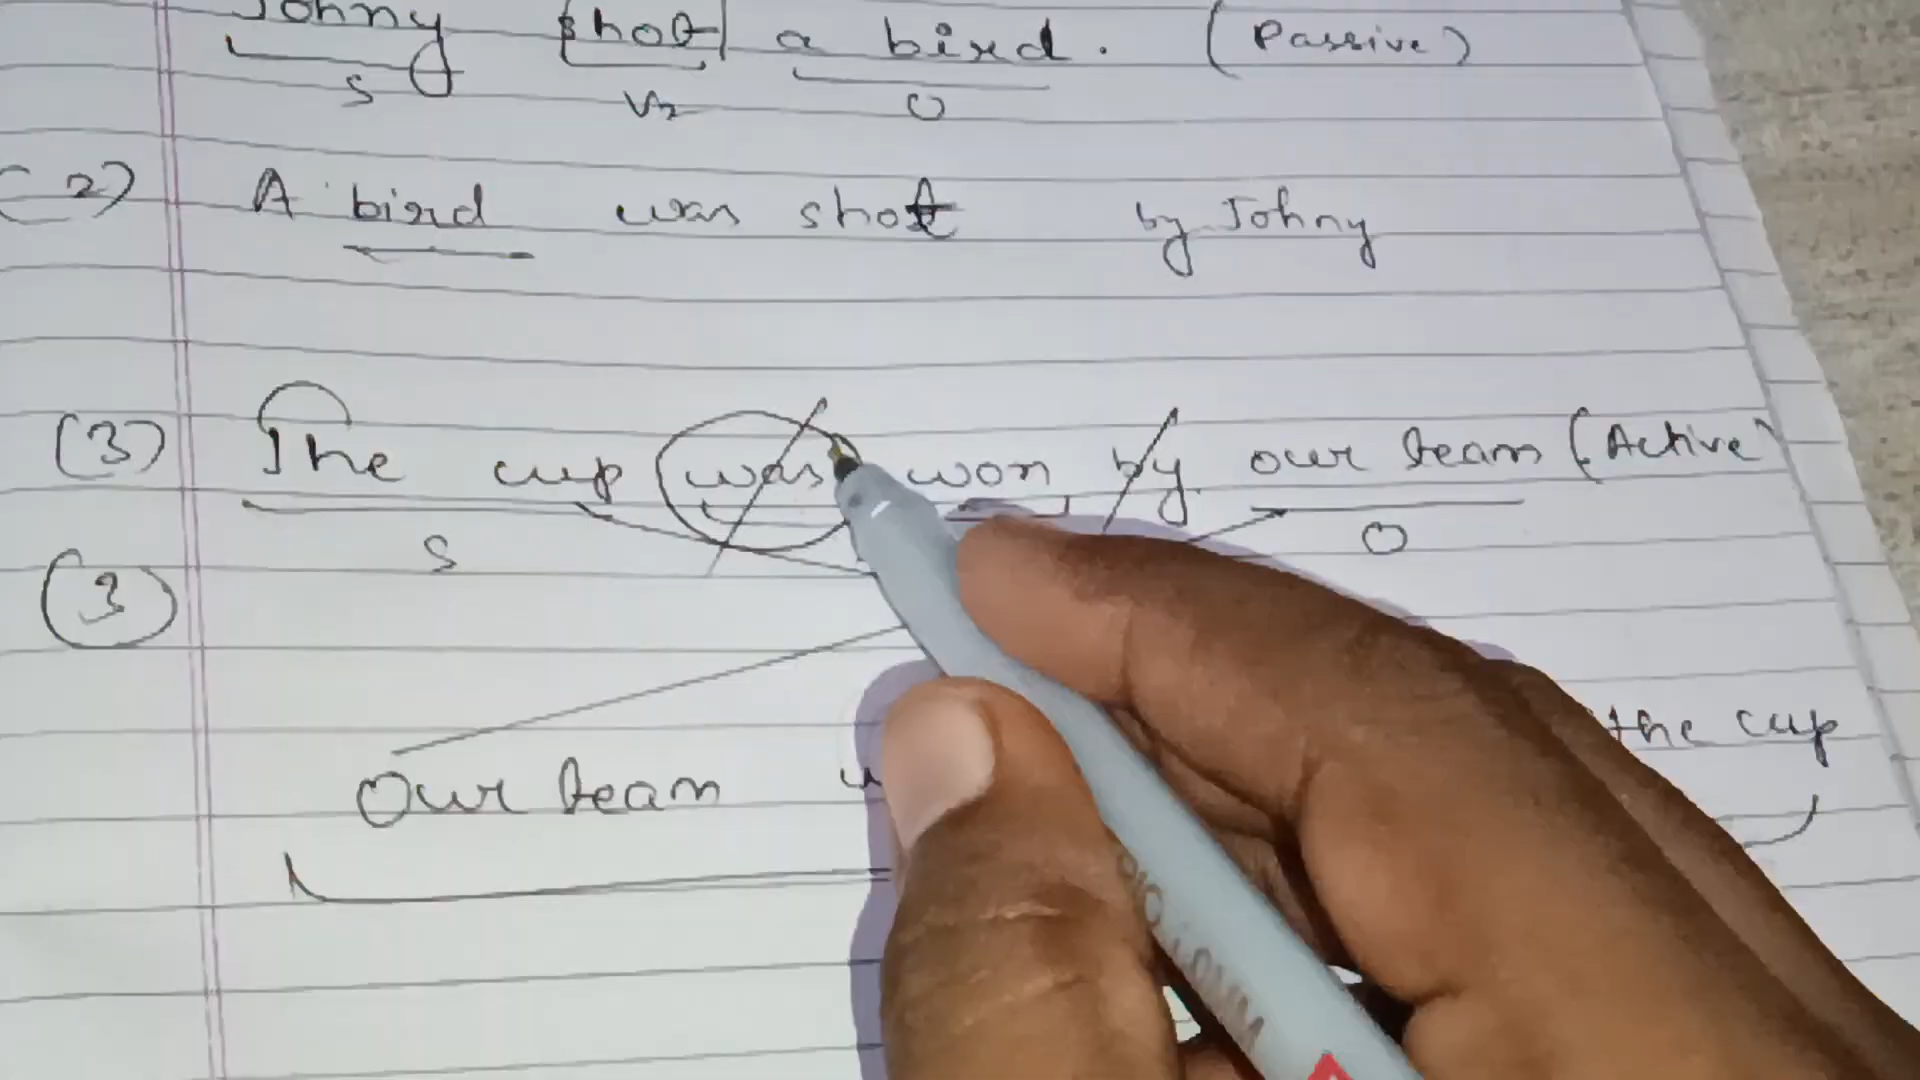 Johny shot a bird. (Passive)
S V2 O
(2) A bird was shot by Johny
(3) The cup was won by our team (Active
S O
(3)
Our team the cup